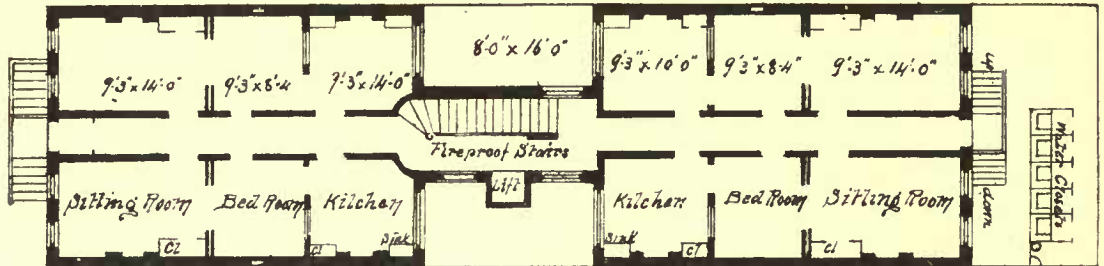 9'·3" x 14'·0"
9'·3" x 8'·4
9'·3" x 14'·0"
8'·0" x 16'·0"
9'·3" x 10'·0"
9'·3" x 8'·4"
9'·3" x 14'·0"
up
Fireproof Stairs
Water Closets
Lift
Sitting Room
Bed Room
Kitchen
Kitchen
Bed Room
Sitting Room
down
Cl
Cl
Sink
Sink
Cl
Cl